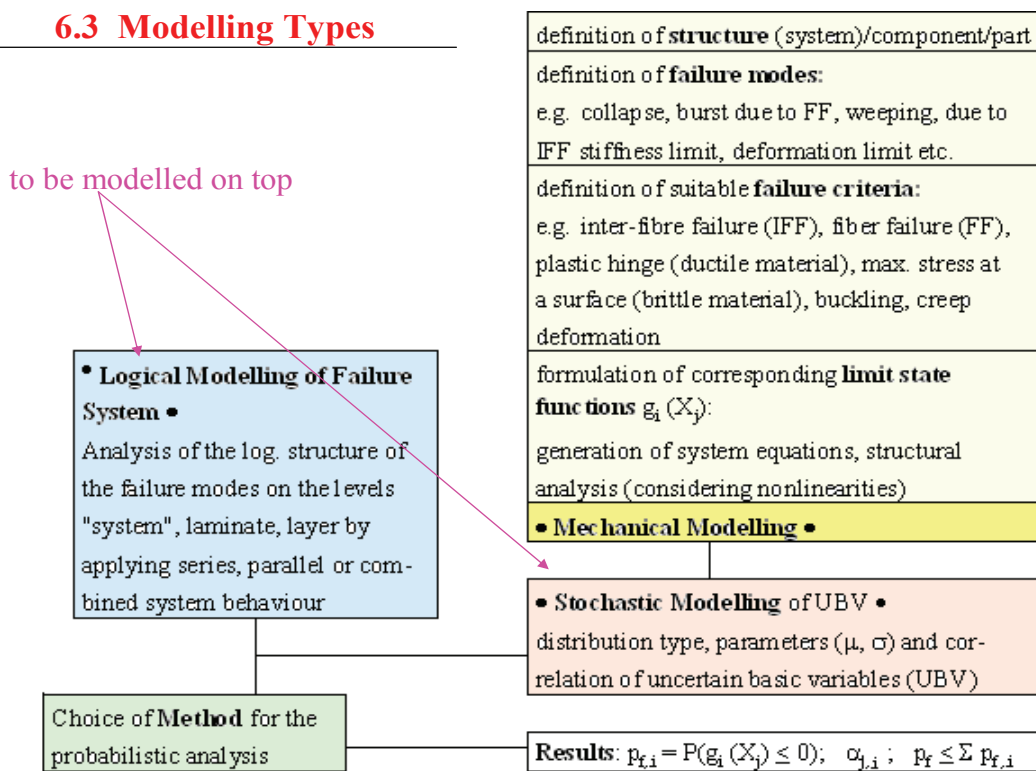 6.3 Modelling Types
definition of structure (system)/component/part
definition of failure modes:
e.g. collapse, burst due to FF, weeping, due to
IFF stiffness limit, deformation limit etc.
to be modelled on top
definition of suitable failure criteria:
e.g. inter-fibre failure (IFF), fiber failure (FF),
plastic hinge (ductile material), max. stress at
a surface (brittle material), buckling, creep
deformation
formulation of corresponding limit state
functions gᵢ (Xⱼ):
generation of system equations, structural
analysis (considering nonlinearities)
• Mechanical Modelling •
• Logical Modelling of Failure
System •
Analysis of the log. structure of
the failure modes on the levels
"system", laminate, layer by
applying series, parallel or com-
bined system behaviour
• Stochastic Modelling of UBV •
distribution type, parameters (μ, σ) and cor-
relation of uncertain basic variables (UBV)
Choice of Method for the
probabilistic analysis
Results: p_f,i = P(gᵢ (Xⱼ) ≤ 0); α_j,i ; p_f ≤ Σ p_f,i